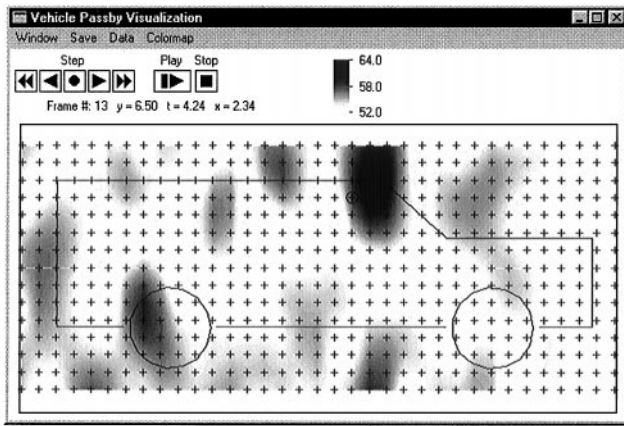 Vehicle Passby Visualization
Window Save Data Colormap
Step Play Stop
64.0
58.0
52.0
Frame #: 13 y = 6.50 t = 4.24 x = 2.34